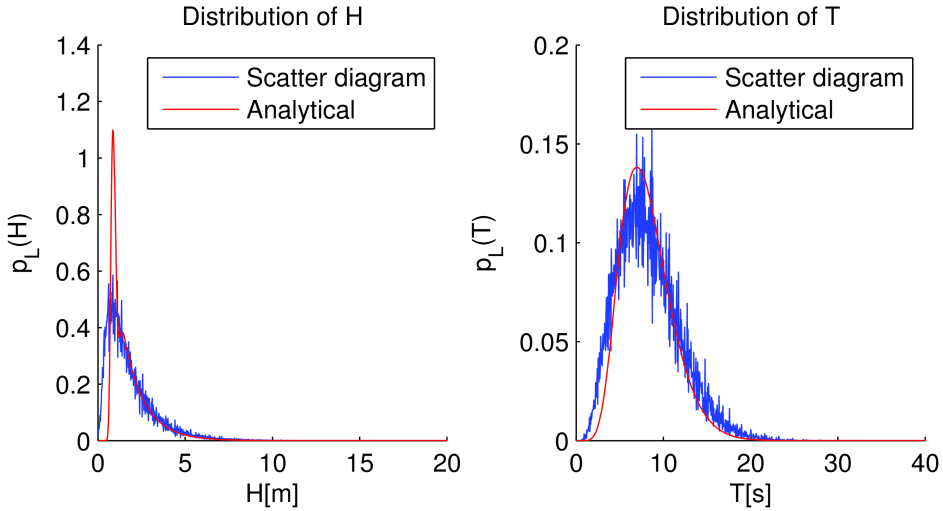 Distribution of H
1.4
1.2
1
0.8
0.6
0.4
0.2
0
p_L(H)
Scatter diagram
Analytical
0 5 10 15 20
H[m]
Distribution of T
0.2
0.15
0.1
0.05
0
p_L(T)
Scatter diagram
Analytical
0 10 20 30 40
T[s]